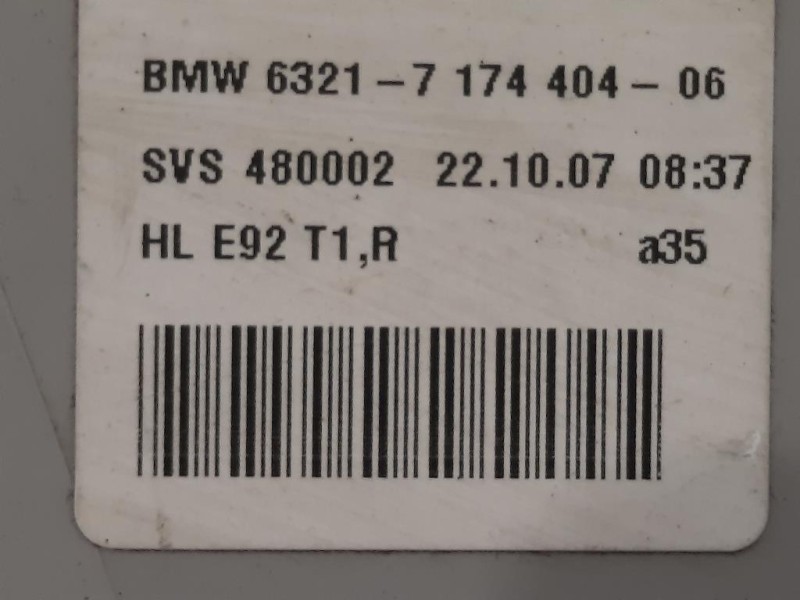 BMW 6321-7 174 404- 06
SVS 480002 22.10.07 08:37
HL E92 T1,R a35